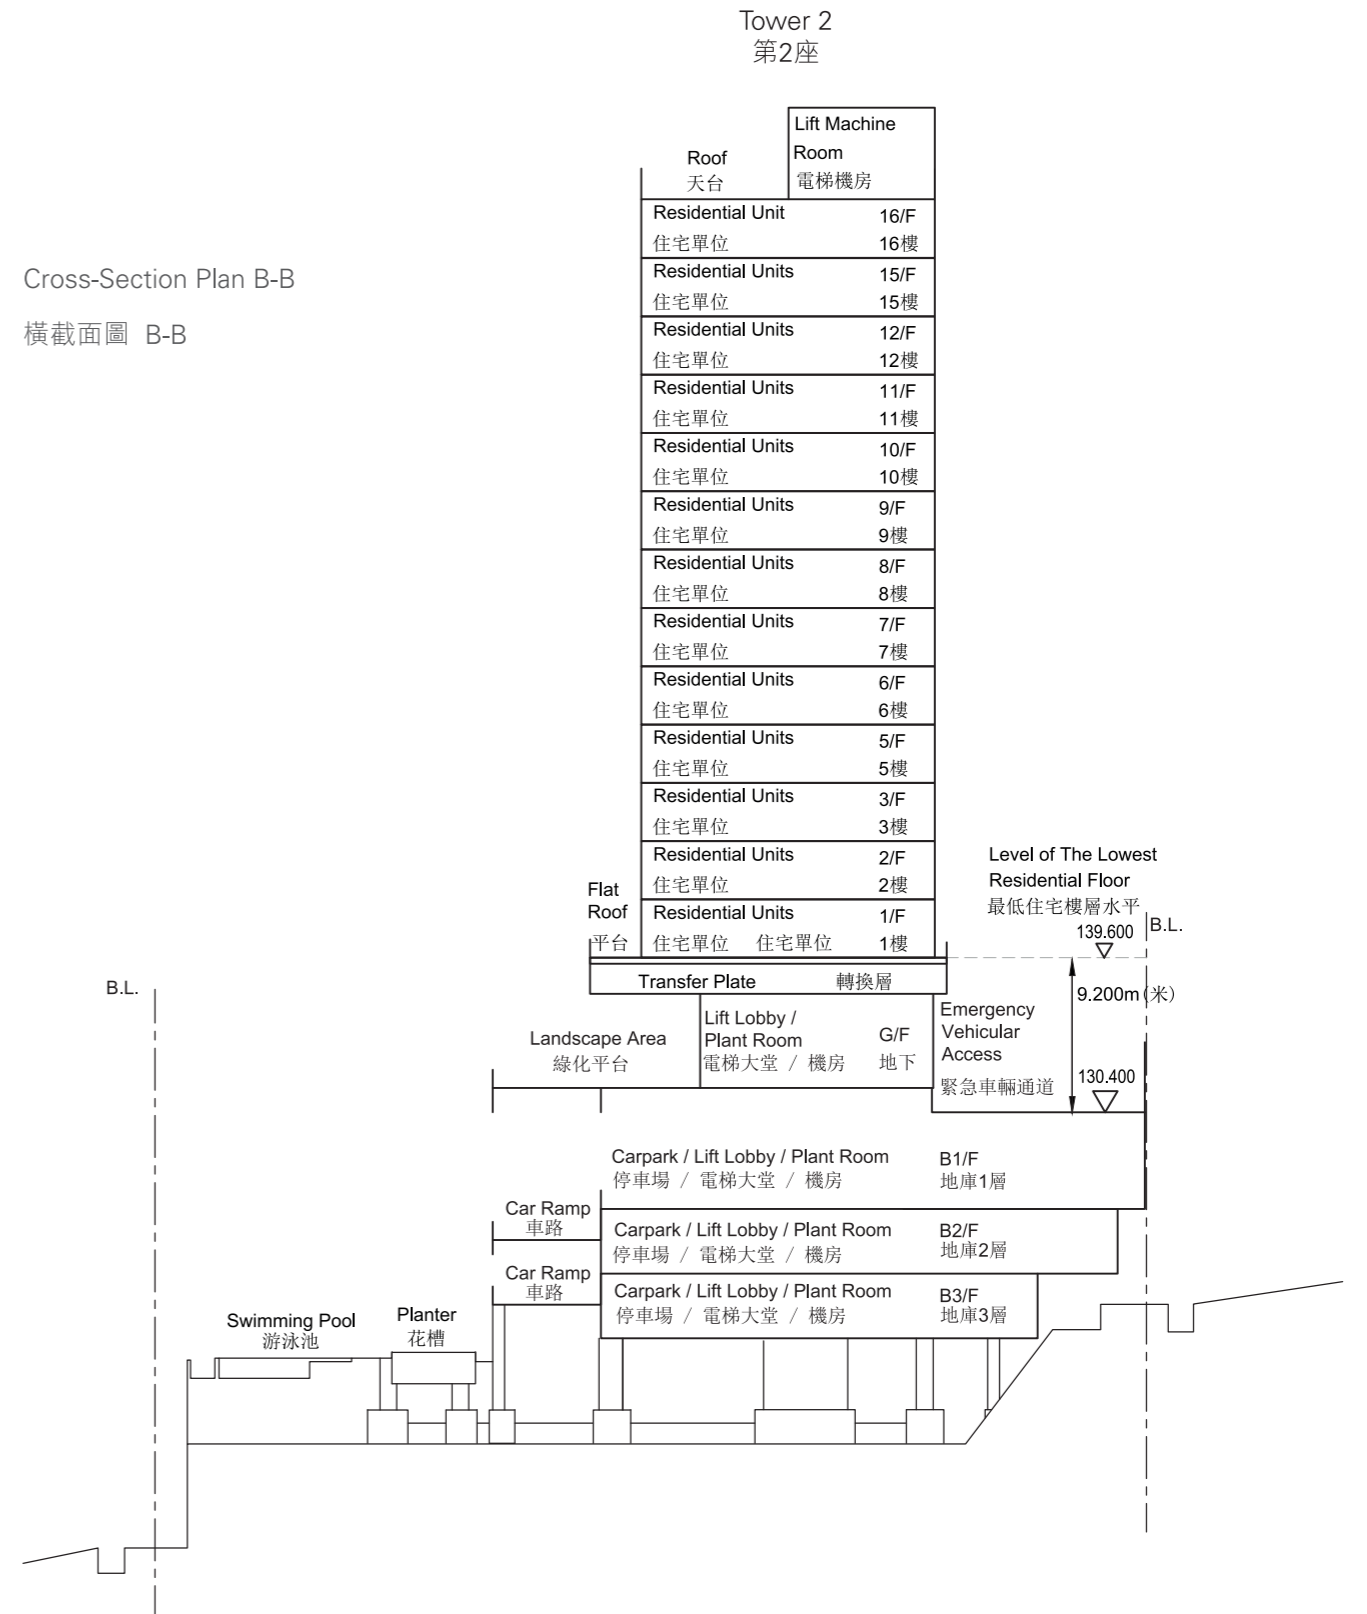 Tower 2
第2座
Lift Machine
Room
電梯機房
Roof
天台
Cross-Section Plan B-B
橫截面圖 B-B
Residential Unit 16/F
住宅單位 16樓
Residential Units 15/F
住宅單位 15樓
Residential Units 12/F
住宅單位 12樓
Residential Units 11/F
住宅單位 11樓
Residential Units 10/F
住宅單位 10樓
Residential Units 9/F
住宅單位 9樓
Residential Units 8/F
住宅單位 8樓
Residential Units 7/F
住宅單位 7樓
Residential Units 6/F
住宅單位 6樓
Residential Units 5/F
住宅單位 5樓
Residential Units 3/F
住宅單位 3樓
Residential Units 2/F
住宅單位 2樓
Flat
Roof
平台
Residential Units 1/F
住宅單位 住宅單位 1樓
Level of The Lowest
Residential Floor
最低住宅樓層水平
139.600
B.L.
Transfer Plate 轉換層
9.200m(米)
B.L.
Landscape Area
綠化平台
Lift Lobby /
Plant Room
電梯大堂 / 機房
G/F
地下
Emergency
Vehicular
Access
緊急車輛通道
130.400
Carpark / Lift Lobby / Plant Room B1/F
停車場 / 電梯大堂 / 機房 地庫1層
Car Ramp
車路
Carpark / Lift Lobby / Plant Room B2/F
停車場 / 電梯大堂 / 機房 地庫2層
Car Ramp
車路
Carpark / Lift Lobby / Plant Room B3/F
停車場 / 電梯大堂 / 機房 地庫3層
Swimming Pool
游泳池
Planter
花槽